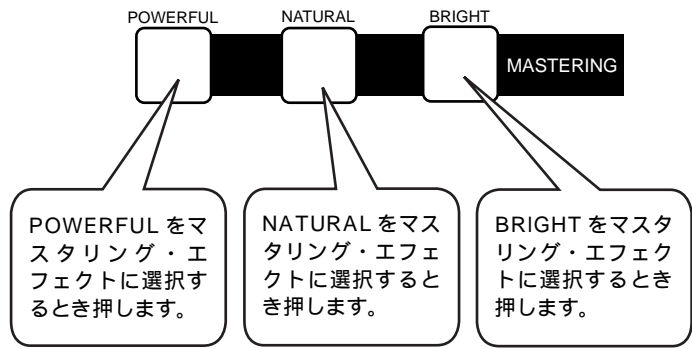 POWERFUL NATURAL BRIGHT
MASTERING
POWERFUL をマ
スタリング・エ
フェクトに選択す
るとき押します。
NATURAL をマス
タリング・エフェ
クトに選択すると
き押します。
BRIGHT をマスタ
リング・エフェク
トに選択するとき
押します。